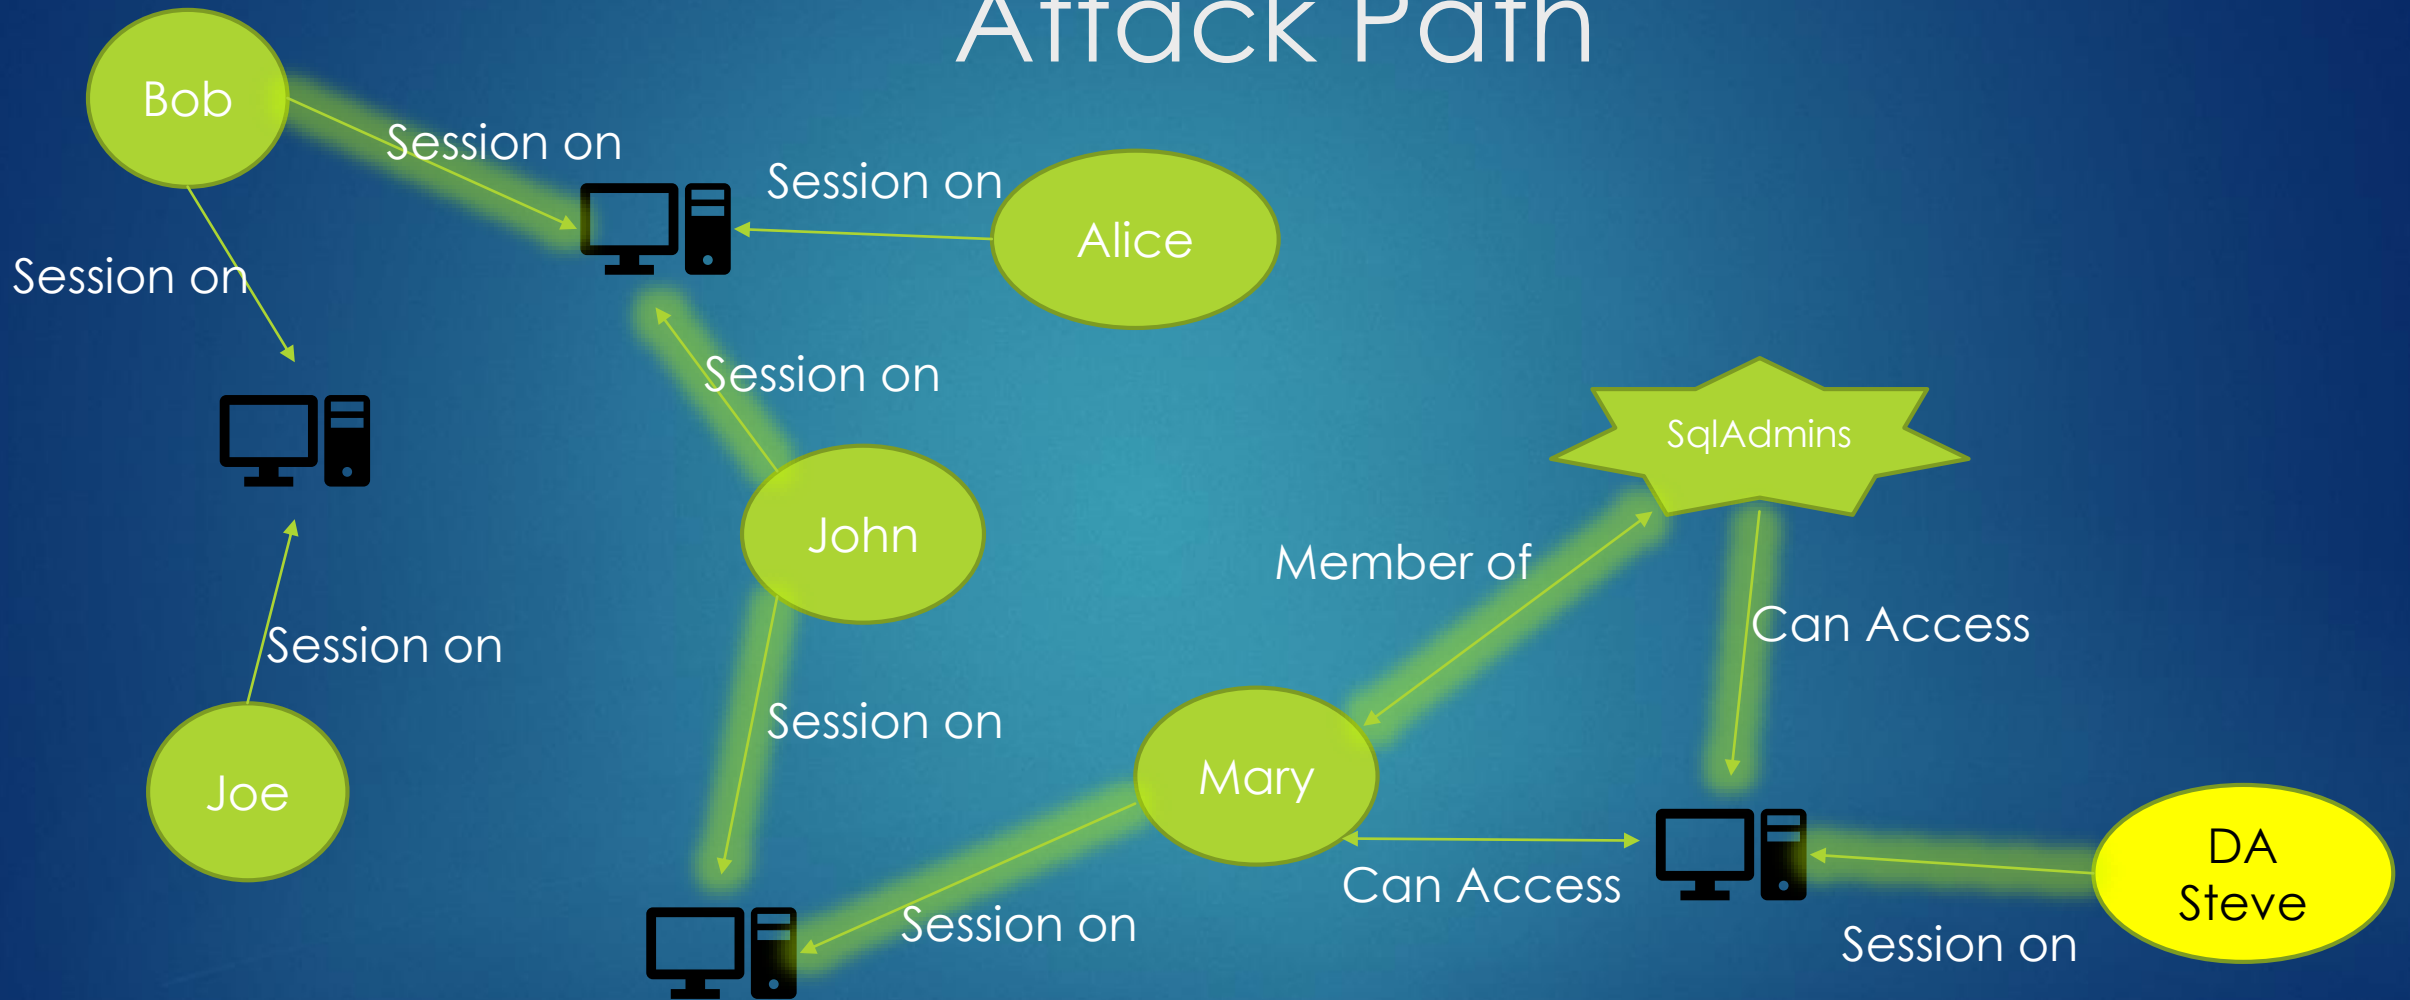 Attack Path
Bob
Session on
Session on
Alice
Session on
Session on
SqlAdmins
John
Member of
Can Access
Session on
Session on
Mary
Joe
DA
Steve
Can Access
Session on
Session on